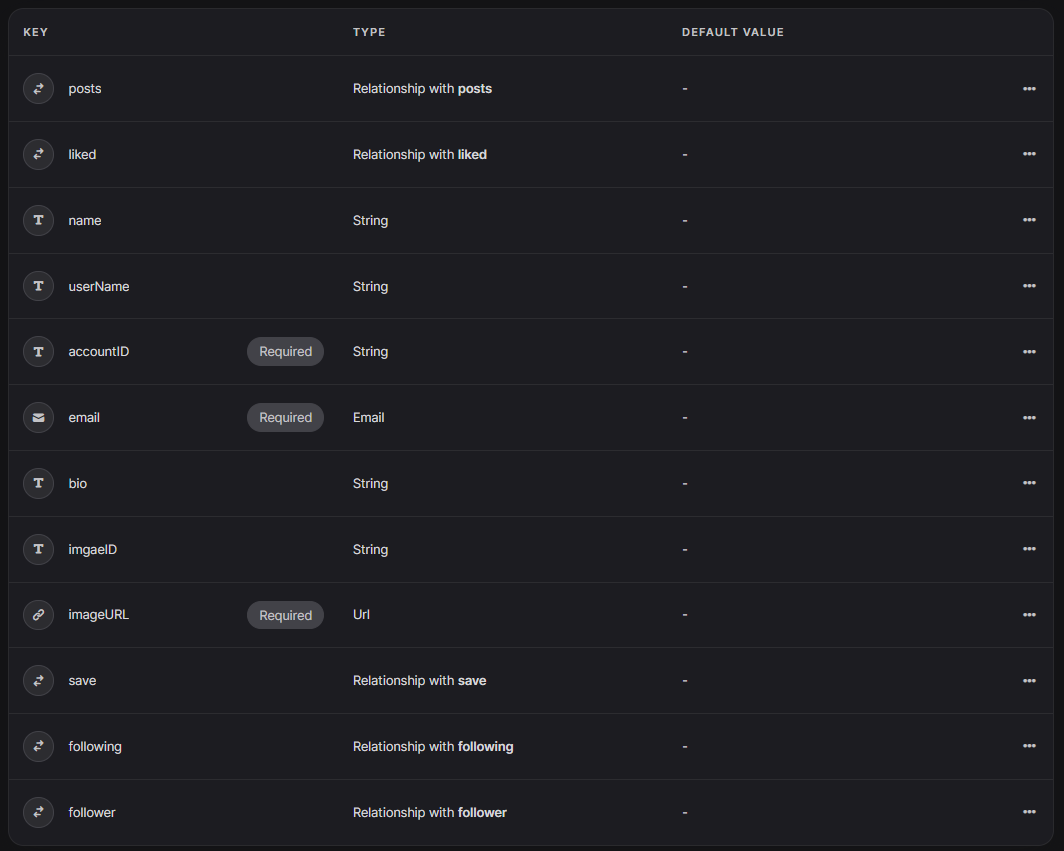 KEY TYPE DEFAULT VALUE
posts Relationship with posts -
liked Relationship with liked -
name String -
userName String -
accountID Required String -
email Required Email -
bio String -
imgaeID String -
imageURL Required Url -
save Relationship with save -
following Relationship with following -
follower Relationship with follower -